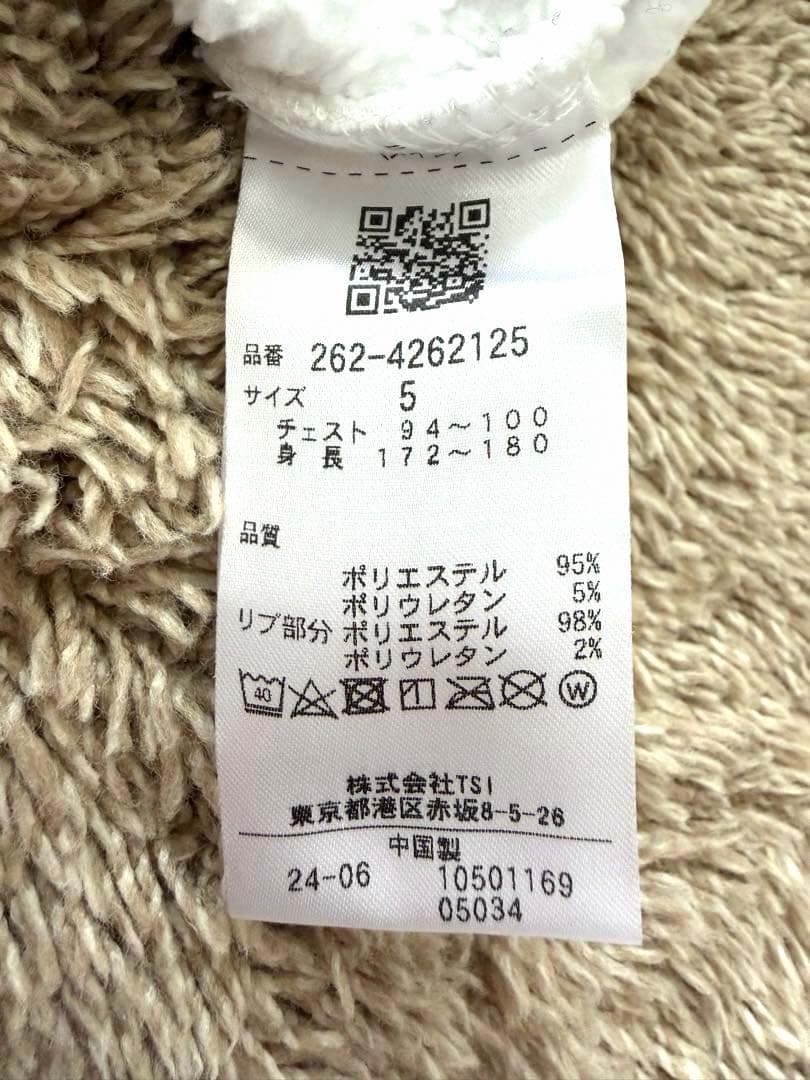 品番 262-4262125
サイズ 5
チェスト 94～100
身長 172～180
品質
ポリエステル 95%
ポリウレタン 5%
リブ部分 ポリエステル 98%
ポリウレタン 2%
40 W
株式会社TSI
東京都港区赤坂8-5-26
中国製
24-06 10501169
05034